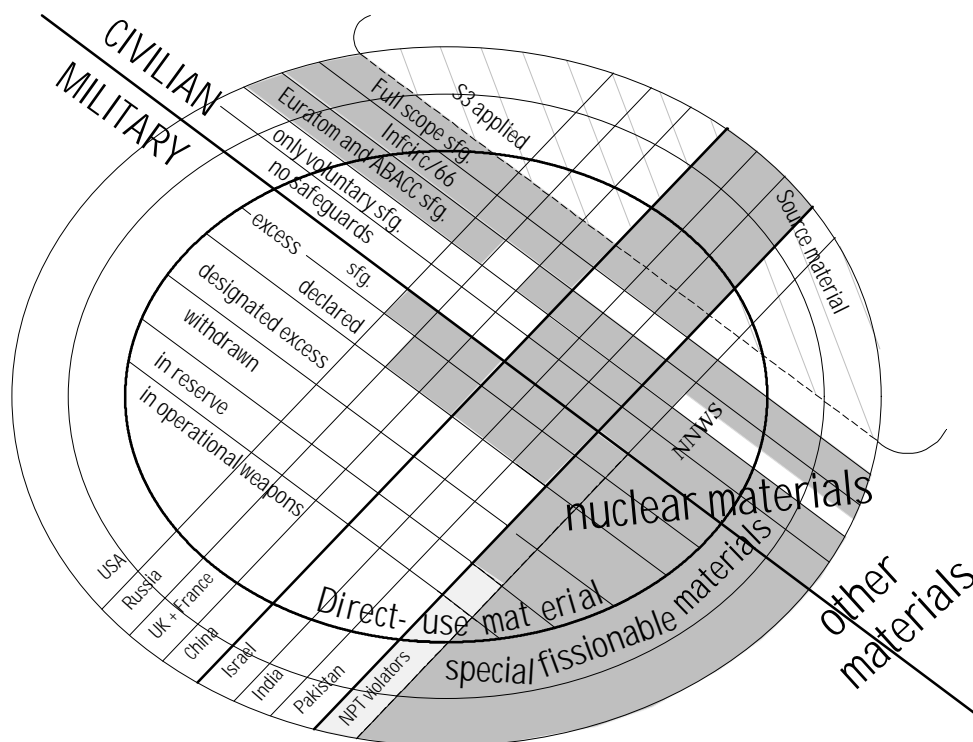 CIVILIAN
MILITARY
S3 applied
Full scope sfg.
Infcirc/66
Euratom and ABACC sfg.
only voluntary sfg.
no safeguards
excess
sfg.
declared
designated excess
withdrawn
in reserve
in operational weapons
Source material
NNWS
nuclear materials
other
materials
Direct- use mat erial
special fissionable materials
USA
Russia
UK + France
China
Israel
India
Pakistan
NPT violators